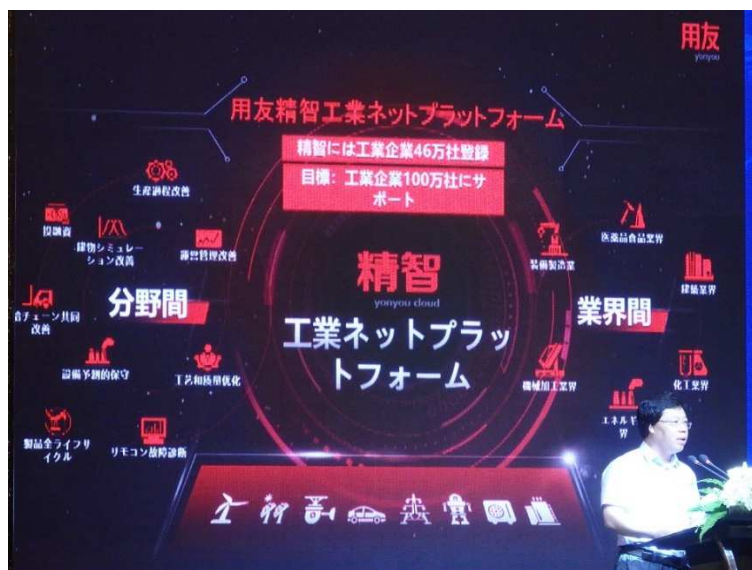 用友
yonyou
用友精智工業ネットプラットフォーム
精智には工業企業46万社登録
目標：工業企業100万社にサ
ポート
生産過程改善
投融資
建物シミュレー
ション改善
運営管理改善
分野間
給チェーン共同
改善
設備予測的保守
工艺和质量优化
製品全ライフサ
イクル
リモコン故障診断
精智
yonyou cloud
工業ネットプラッ
トフォーム
医薬品食品業界
装備製造業
建築業界
業界間
機械加工業界
化工業界
エネルギ
界